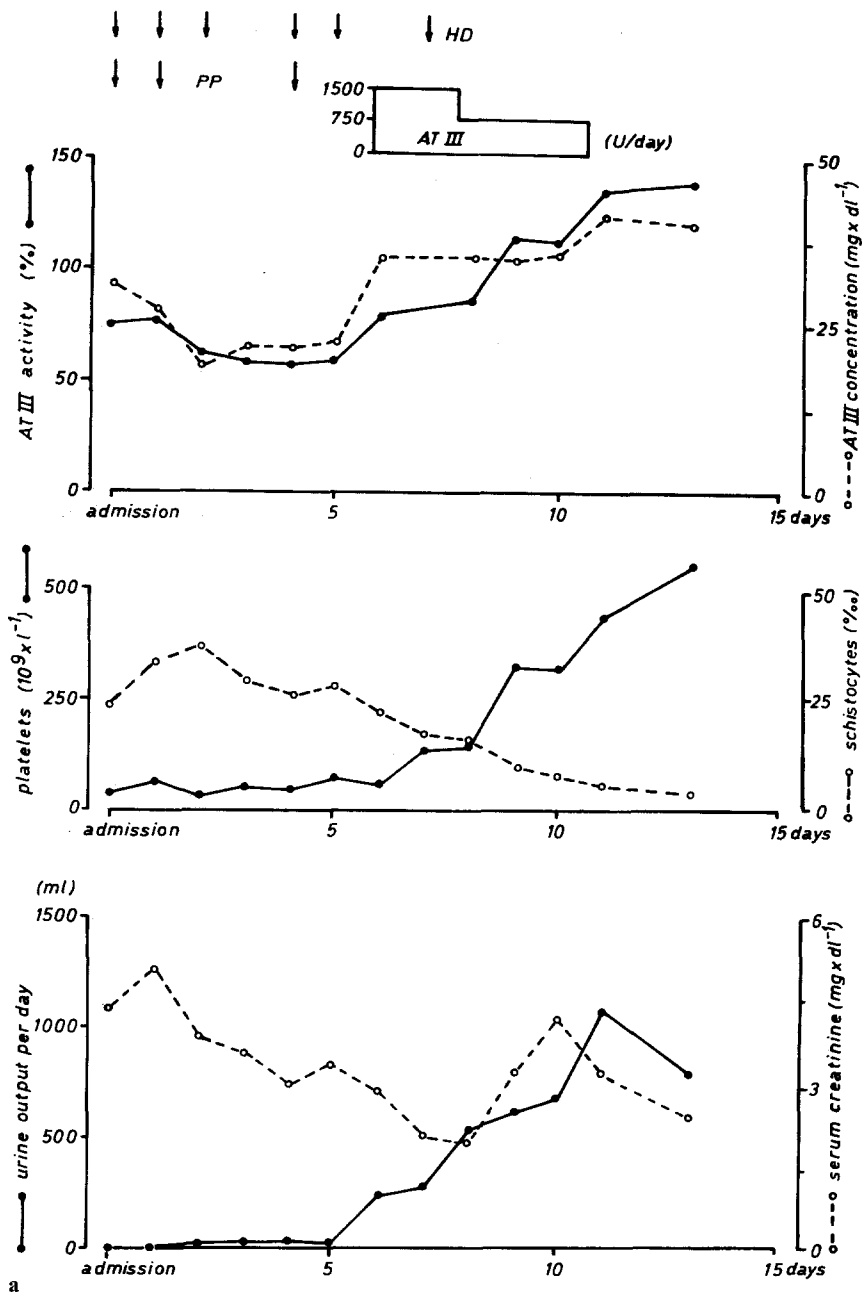 HD
PP
1500
750
0
AT III
(U/day)
150
100
50
0
AT III activity (%)
50
25
0
AT III concentration (mg x dl⁻¹)
admission
5
10
15 days
500
250
0
platelets (10⁹ x l⁻¹)
50
25
0
schistocytes (‰)
admission
5
10
15 days
(ml)
1500
1000
500
0
urine output per day
6
3
0
serum creatinine (mg x dl⁻¹)
admission
5
10
15 days
a